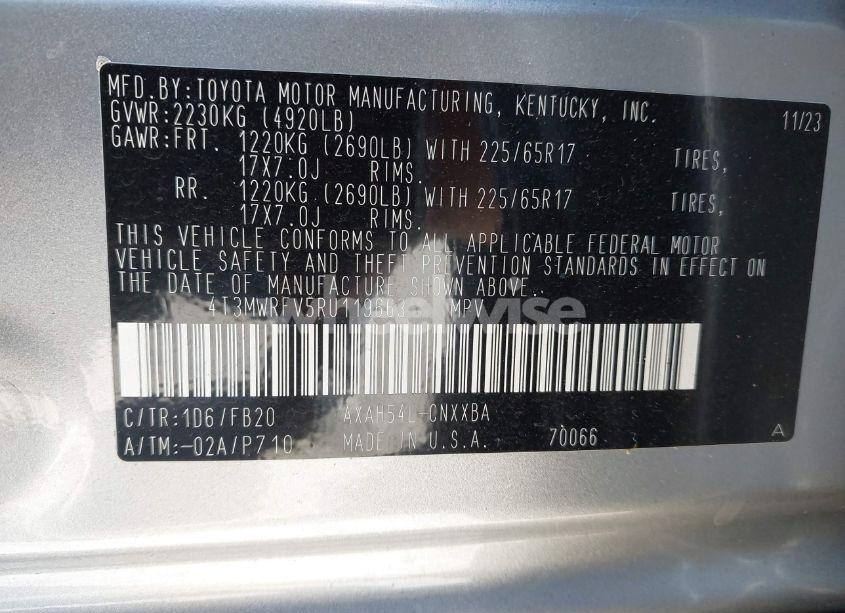 MFD.BY:TOYOTA MOTOR MANUFACTURING, KENTUCKY, INC. 11/23
GVWR:2230KG (4920LB)
GAWR:FRT. 1220KG (2690LB) WITH 225/65R17 TIRES,
17X7.0J RIMS.
RR. 1220KG (2690LB) WITH 225/65R17 TIRES,
17X7.0J RIMS.
THIS VEHICLE CONFORMS TO ALL APPLICABLE FEDERAL MOTOR
VEHICLE SAFETY AND THEFT PREVENTION STANDARDS IN EFFECT ON
THE DATE OF MANUFACTURE SHOWN ABOVE.
MPV
C/TR:1D6/FB20 AXAH54L-CNXXBA
A/TM:-02A/P710 MADE IN U.S.A. 70066 A